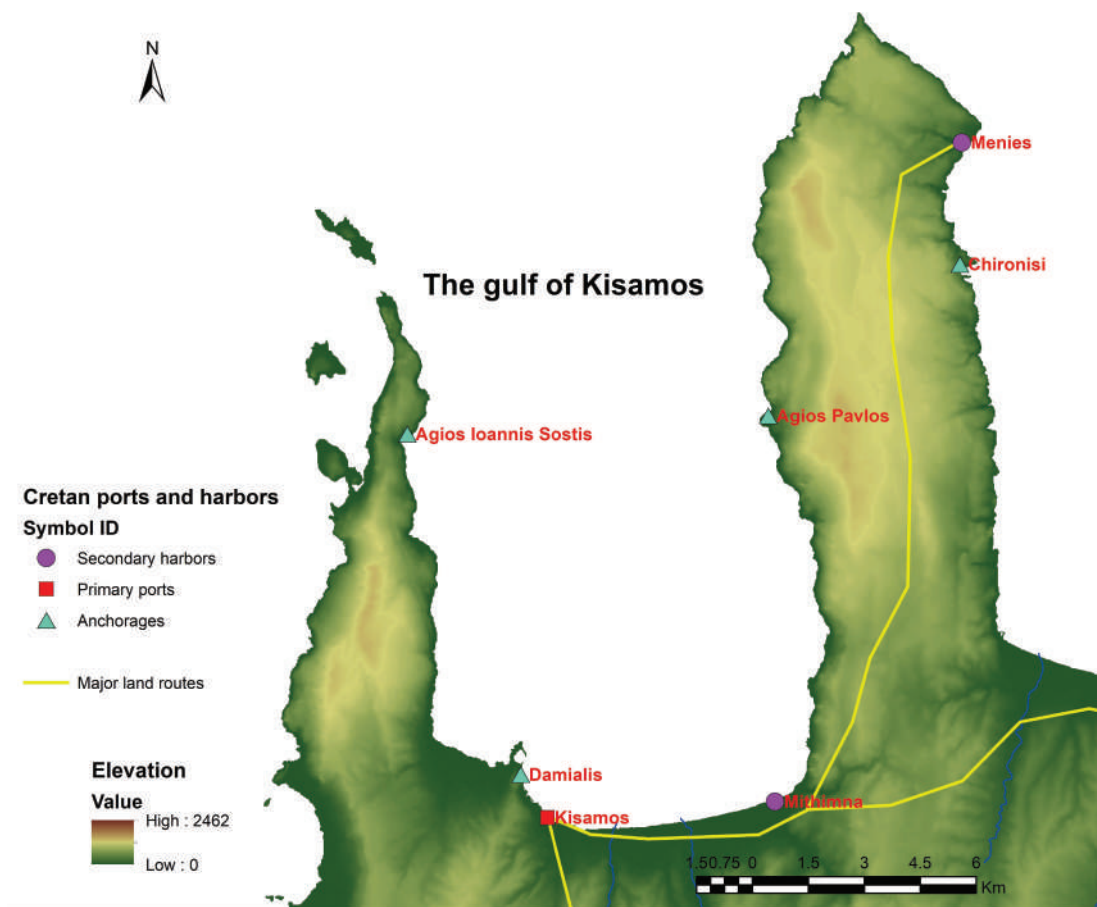 N
Menies
Chironisi
The gulf of Kisamos
Agios Pavlos
Agios Ioannis Sostis
Cretan ports and harbors
Symbol ID
Secondary harbors
Primary ports
Anchorages
Major land routes
Damialis
Mithimna
Kisamos
Elevation
Value
High : 2462
Low : 0
1.50.75 0 1.5 3 4.5 6
Km